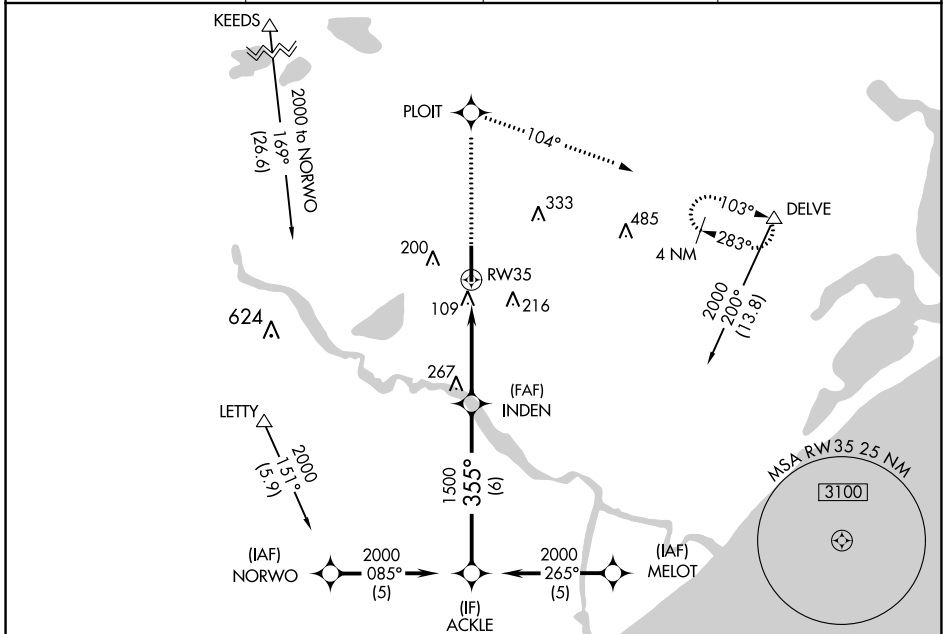 KEEDS
2000 to NORWO
169°
(26.6)
PLOIT
104°
333
485
103°
283°
4 NM
DELVE
2000
200°
(13.8)
200
RW35
109
216
624
267
(FAF)
INDEN
LETTY
2000
151°
(5.9)
1500
355°
(6)
MSA RW35 25 NM
3100
(IAF)
NORWO
2000
085°
(5)
(IF)
ACKLE
2000
265°
(5)
(IAF)
MELOT